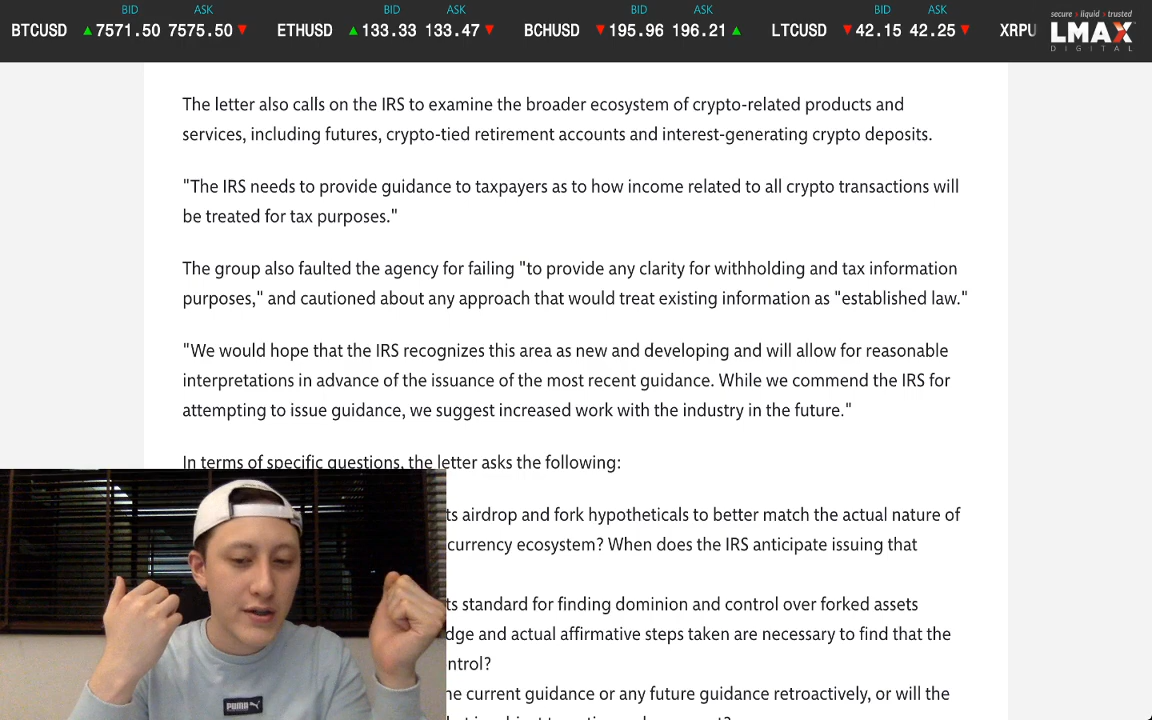 BID ASK BID ASK BID ASK BID ASK
BTCUSD 7571.50 7575.50 ETHUSD 133.33 133.47 BCHUSD 195.96 196.21 LTCUSD 42.15 42.25 XRPU
secure › liquid › trusted
LMAX
DIGITAL
The letter also calls on the IRS to examine the broader ecosystem of crypto-related products and
services, including futures, crypto-tied retirement accounts and interest-generating crypto deposits.
"The IRS needs to provide guidance to taxpayers as to how income related to all crypto transactions will
be treated for tax purposes."
The group also faulted the agency for failing "to provide any clarity for withholding and tax information
purposes," and cautioned about any approach that would treat existing information as "established law."
"We would hope that the IRS recognizes this area as new and developing and will allow for reasonable
interpretations in advance of the issuance of the most recent guidance. While we commend the IRS for
attempting to issue guidance, we suggest increased work with the industry in the future."
In terms of specific questions, the letter asks the following:
ts airdrop and fork hypotheticals to better match the actual nature of
currency ecosystem? When does the IRS anticipate issuing that
ts standard for finding dominion and control over forked assets
dge and actual affirmative steps taken are necessary to find that the
ntrol?
he current guidance or any future guidance retroactively, or will the
PUMA